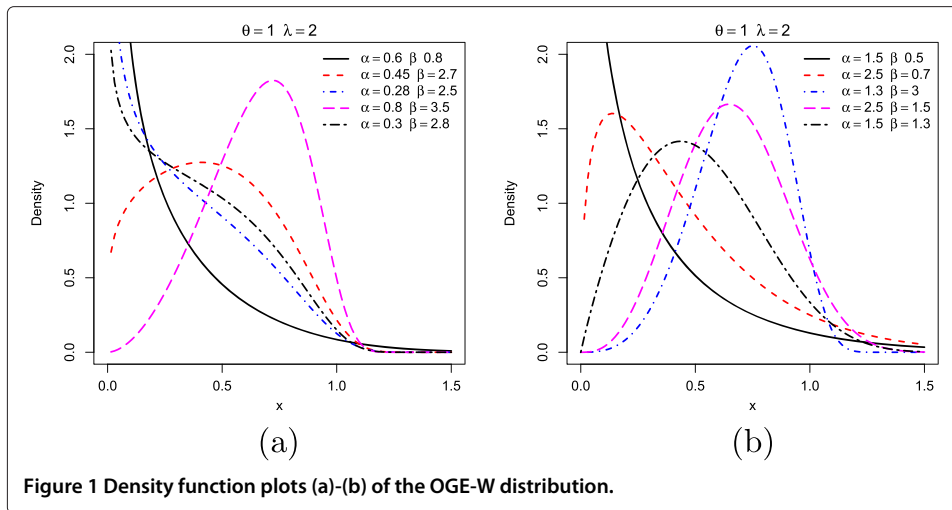 θ=1 λ=2
α=0.6 β 0.8
α=0.45 β=2.7
α=0.28 β=2.5
α=0.8 β=3.5
α=0.3 β=2.8
Density
0.0
0.5
1.0
1.5
2.0
0.0 0.5 1.0 1.5
x
(a)
θ=1 λ=2
α=1.5 β 0.5
α=2.5 β=0.7
α=1.3 β=3
α=2.5 β=1.5
α=1.5 β=1.3
Density
0.0
0.5
1.0
1.5
2.0
0.0 0.5 1.0 1.5
x
(b)
Figure 1 Density function plots (a)-(b) of the OGE-W distribution.